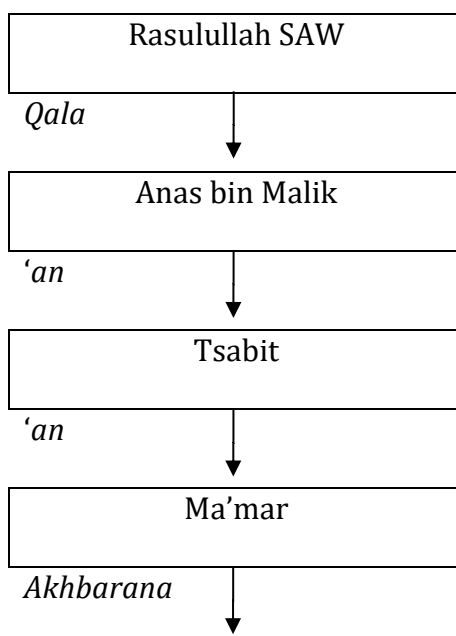 Rasulullah SAW
Qala
Anas bin Malik
‘an
Tsabit
‘an
Ma’mar
Akhbarana